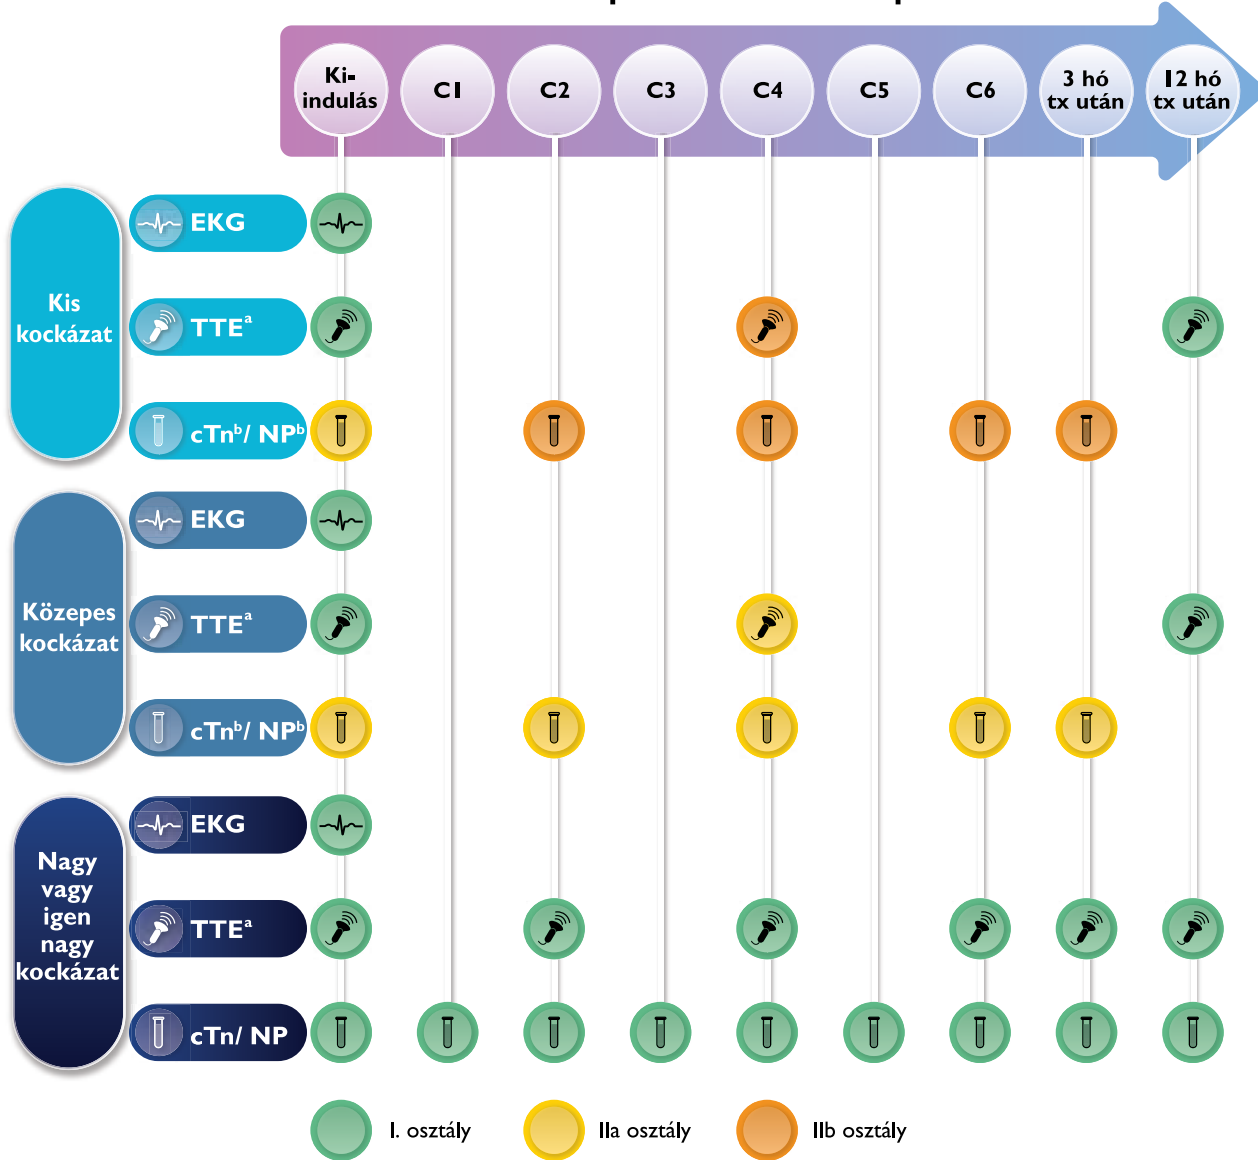 Ki-
indulás
C1
C2
C3
C4
C5
C6
3 hó
tx után
12 hó
tx után
Kis
kockázat
EKG
TTEᵃ
cTnᵇ/ NPᵇ
Közepes
kockázat
EKG
TTEᵃ
cTnᵇ/ NPᵇ
Nagy
vagy
igen
nagy
kockázat
EKG
TTEᵃ
cTn/ NP
I. osztály
IIa osztály
IIb osztály